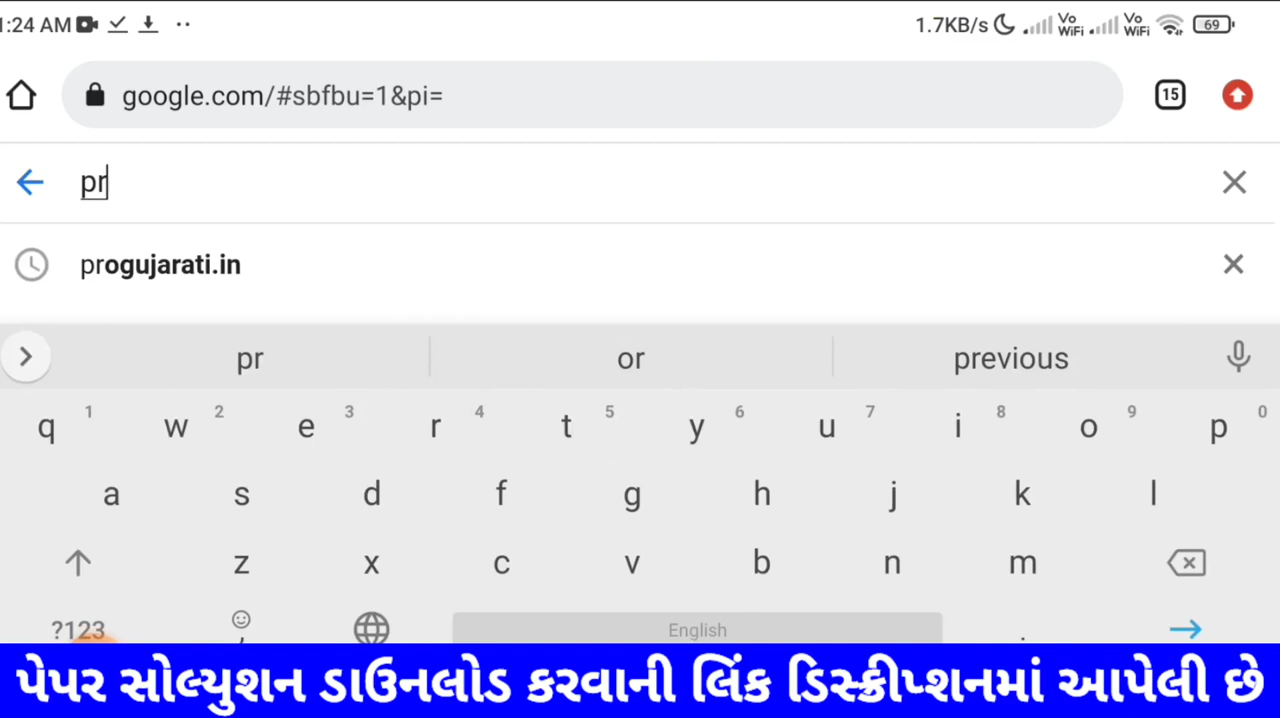 1:24 AM 1.7KB/s Vo WiFi Vo WiFi 69
google.com/#sbfbu=1&pi= 15
pr
progujarati.in
pr or previous
q 1 w 2 e 3 r 4 t 5 y 6 u 7 i 8 o 9 p 0
a s d f g h j k l
z x c v b n m
?123 , English .
પેપર સોલ્યુશન ડાઉનલોડ કરવાની લિંક ડિસ્ક્રીપ્શનમાં આપેલી છે